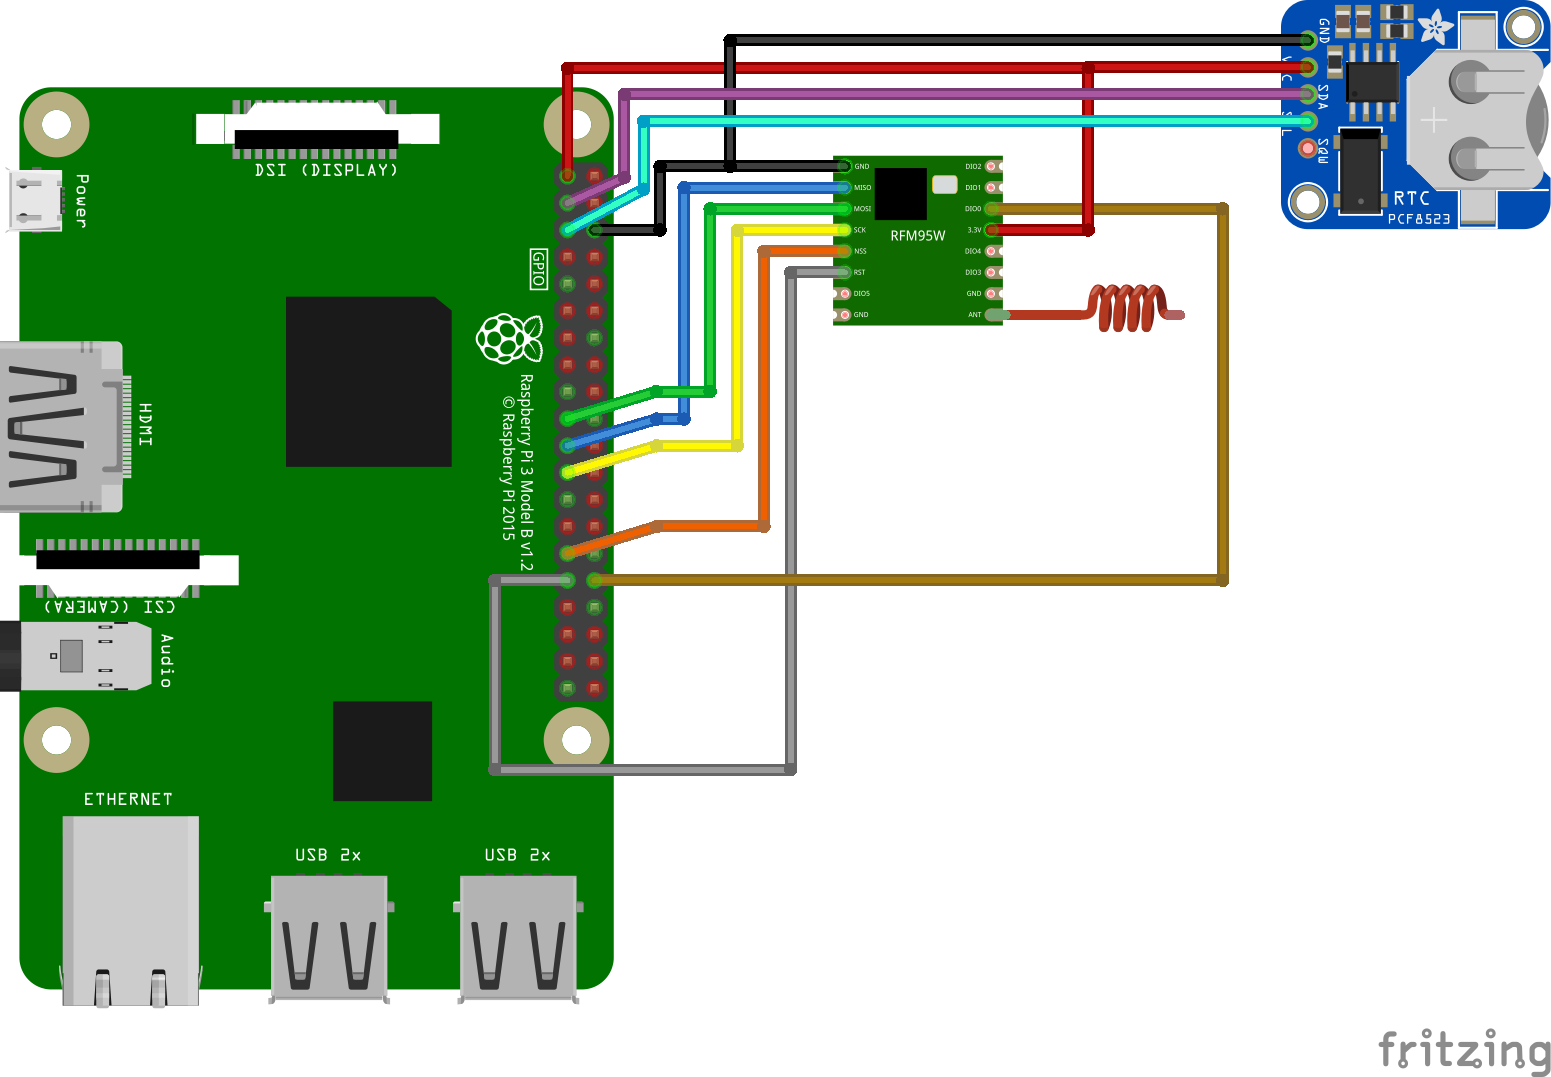 DSI (DISPLAY)
Power
GPIO
HDMI
Raspberry Pi 3 Model B v1.2
© Raspberry Pi 2015
CSI (CAMERA)
Audio
ETHERNET
USB 2x
USB 2x
GND
MISO
MOSI
SCK
NSS
RST
DIO5
GND
RFM95W
DIO2
DIO1
DIO0
3.3V
DIO4
DIO3
GND
ANT
GND
SDA
SQW
RTC
PCF8523
fritzing